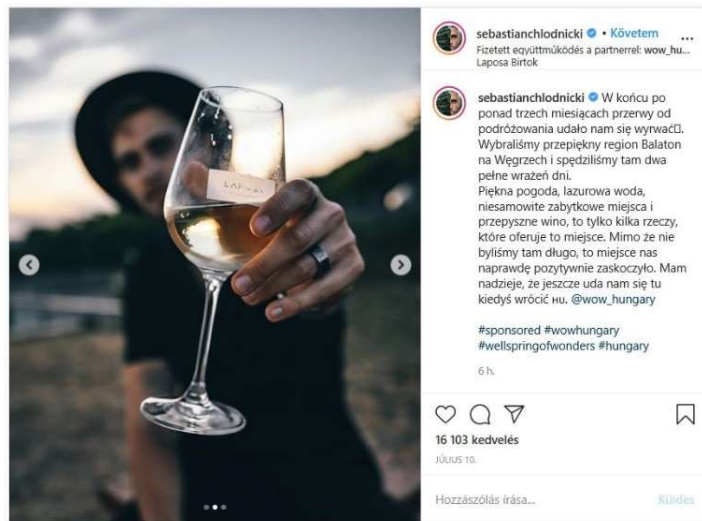 sebastianchlodnicki • Követem ...
Fizetett együttműködés a partnerrel: wow_hu...
Laposa Birtok
sebastianchlodnicki W końcu po
ponad trzech miesiącach przerwy od
podróżowania udało nam się wyrwać▯.
Wybraliśmy przepiękny region Balaton
na Węgrzech i spędziliśmy tam dwa
pełne wrażeń dni.
Piękna pogoda, lazurowa woda,
niesamowite zabytkowe miejsca i
przepyszne wino, to tylko kilka rzeczy,
które oferuje to miejsce. Mimo że nie
byliśmy tam długo, to miejsce nas
naprawdę pozytywnie zaskoczyło. Mam
nadzieje, że jeszcze uda nam się tu
kiedyś wrócić ʜᴜ. @wow_hungary
#sponsored #wowhungary
#wellspringofwonders #hungary
6 h.
16 103 kedvelés
JÚLIUS 10.
Hozzászólás írása... Küldés